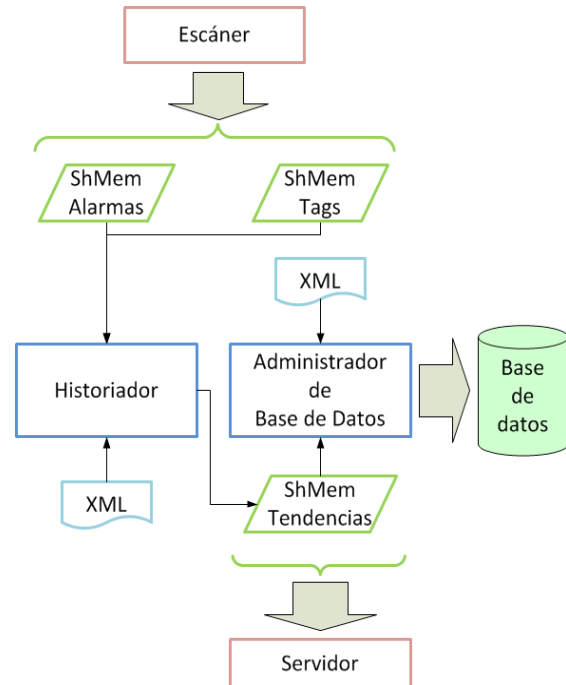 Escáner
ShMem
Alarmas
ShMem
Tags
XML
Historiador
Administrador
de
Base de Datos
Base
de
datos
XML
ShMem
Tendencias
Servidor